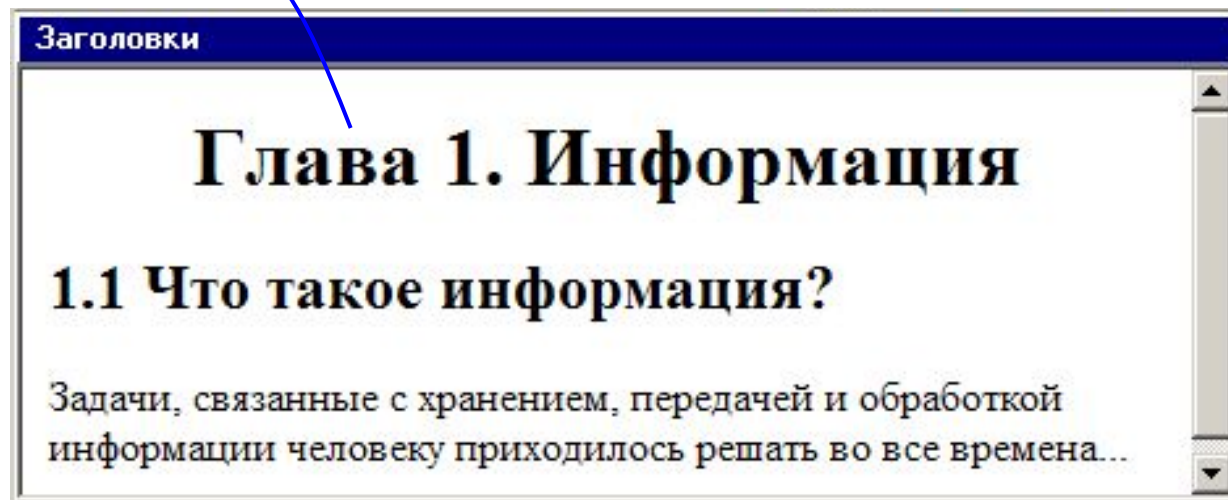 Заголовки
Глава 1. Информация
1.1 Что такое информация?
Задачи, связанные с хранением, передачей и обработкой
информации человеку приходилось решать во все времена...